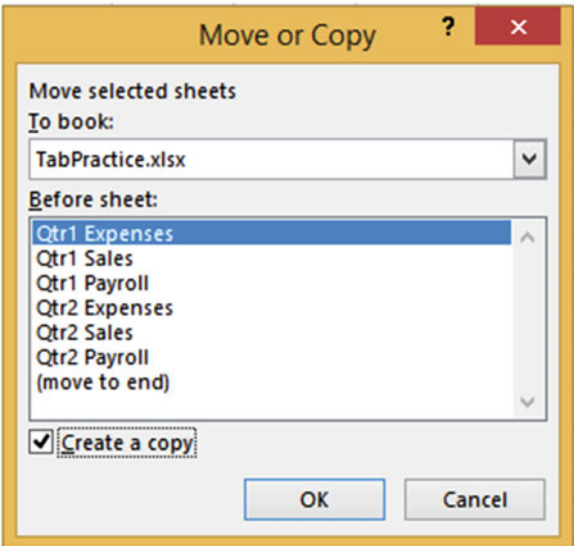 Move or Copy ? ×
Move selected sheets
To book:
TabPractice.xlsx
Before sheet:
Qtr1 Expenses
Qtr1 Sales
Qtr1 Payroll
Qtr2 Expenses
Qtr2 Sales
Qtr2 Payroll
(move to end)
Create a copy
OK Cancel